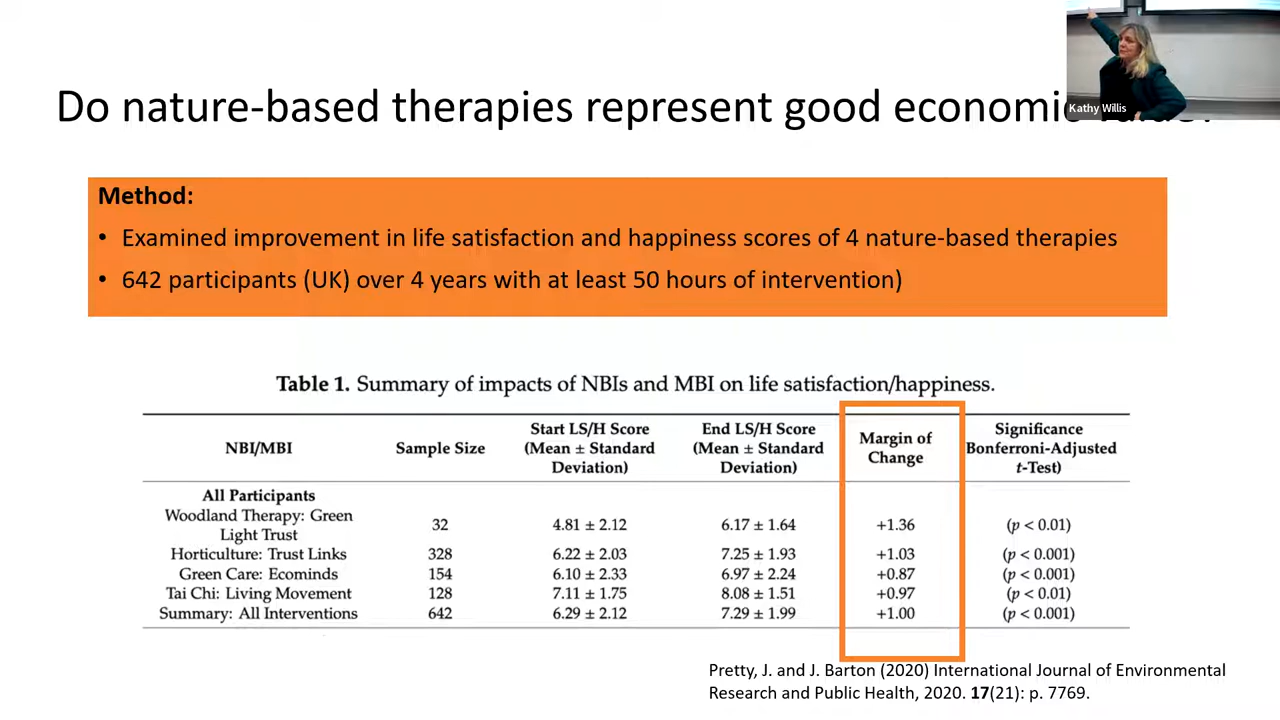 Kathy Willis
Do nature-based therapies represent good economic
Method:
• Examined improvement in life satisfaction and happiness scores of 4 nature-based therapies
• 642 participants (UK) over 4 years with at least 50 hours of intervention)
Table 1. Summary of impacts of NBIs and MBI on life satisfaction/happiness.
NBI/MBI Sample Size Start LS/H Score (Mean ± Standard Deviation) End LS/H Score (Mean ± Standard Deviation) Margin of Change Significance Bonferroni-Adjusted t-Test)
All Participants
Woodland Therapy: Green Light Trust 32 4.81 ± 2.12 6.17 ± 1.64 +1.36 (p < 0.01)
Horticulture: Trust Links 328 6.22 ± 2.03 7.25 ± 1.93 +1.03 (p < 0.001)
Green Care: Ecominds 154 6.10 ± 2.33 6.97 ± 2.24 +0.87 (p < 0.001)
Tai Chi: Living Movement 128 7.11 ± 1.75 8.08 ± 1.51 +0.97 (p < 0.01)
Summary: All Interventions 642 6.29 ± 2.12 7.29 ± 1.99 +1.00 (p < 0.001)
Pretty, J. and J. Barton (2020) International Journal of Environmental
Research and Public Health, 2020. 17(21): p. 7769.